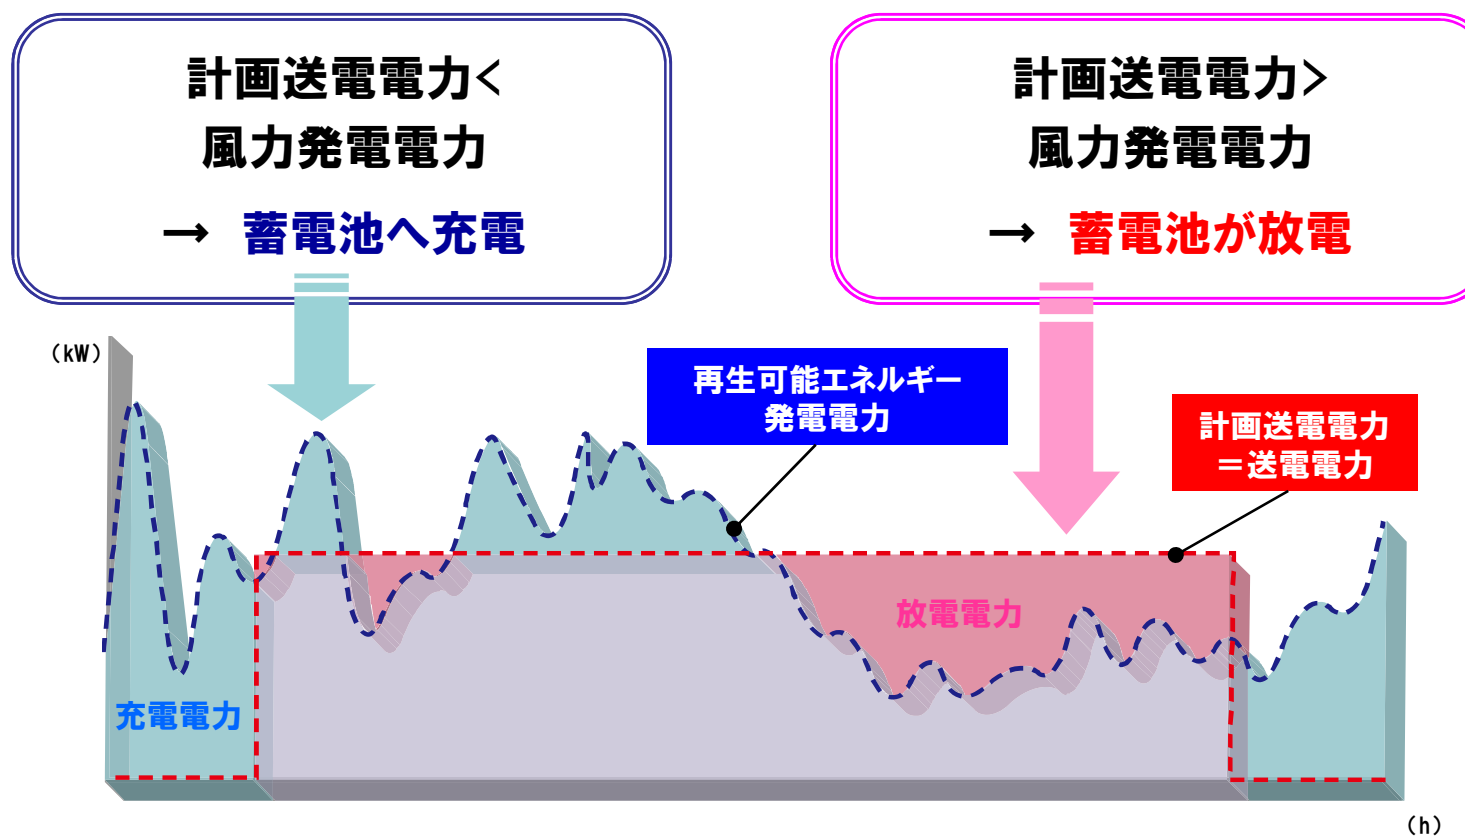 計画送電電力<
風力発電電力
→ 蓄電池へ充電
計画送電電力>
風力発電電力
→ 蓄電池が放電
(kW)
再生可能エネルギー
発電電力
計画送電電力
=送電電力
放電電力
充電電力
(h)